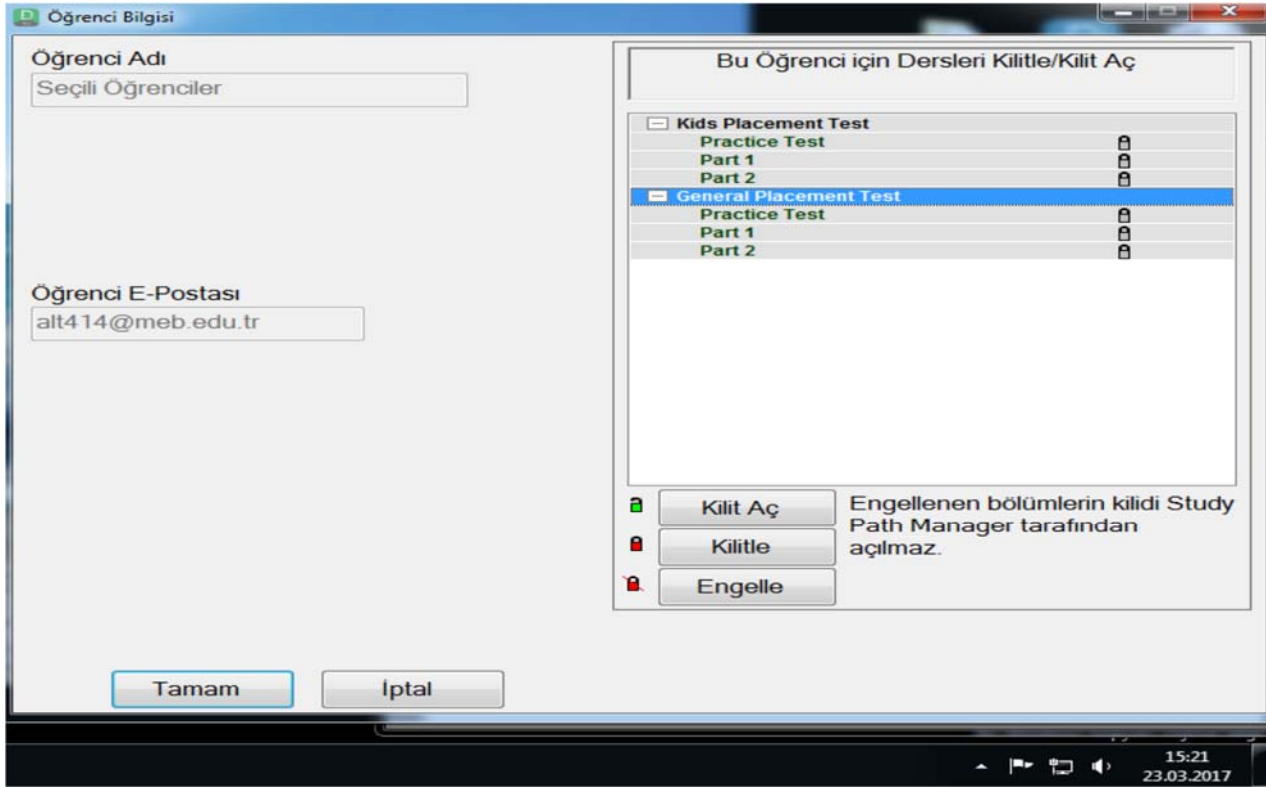 Öğrenci Bilgisi
Öğrenci Adı
Seçili Öğrenciler
Öğrenci E-Postası
alt414@meb.edu.tr
Bu Öğrenci için Dersleri Kilitle/Kilit Aç
Kids Placement Test
Practice Test
Part 1
Part 2
General Placement Test
Practice Test
Part 1
Part 2
Kilit Aç
Kilitle
Engelle
Engellenen bölümlerin kilidi Study
Path Manager tarafından
açılmaz.
Tamam
İptal
15:21
23.03.2017